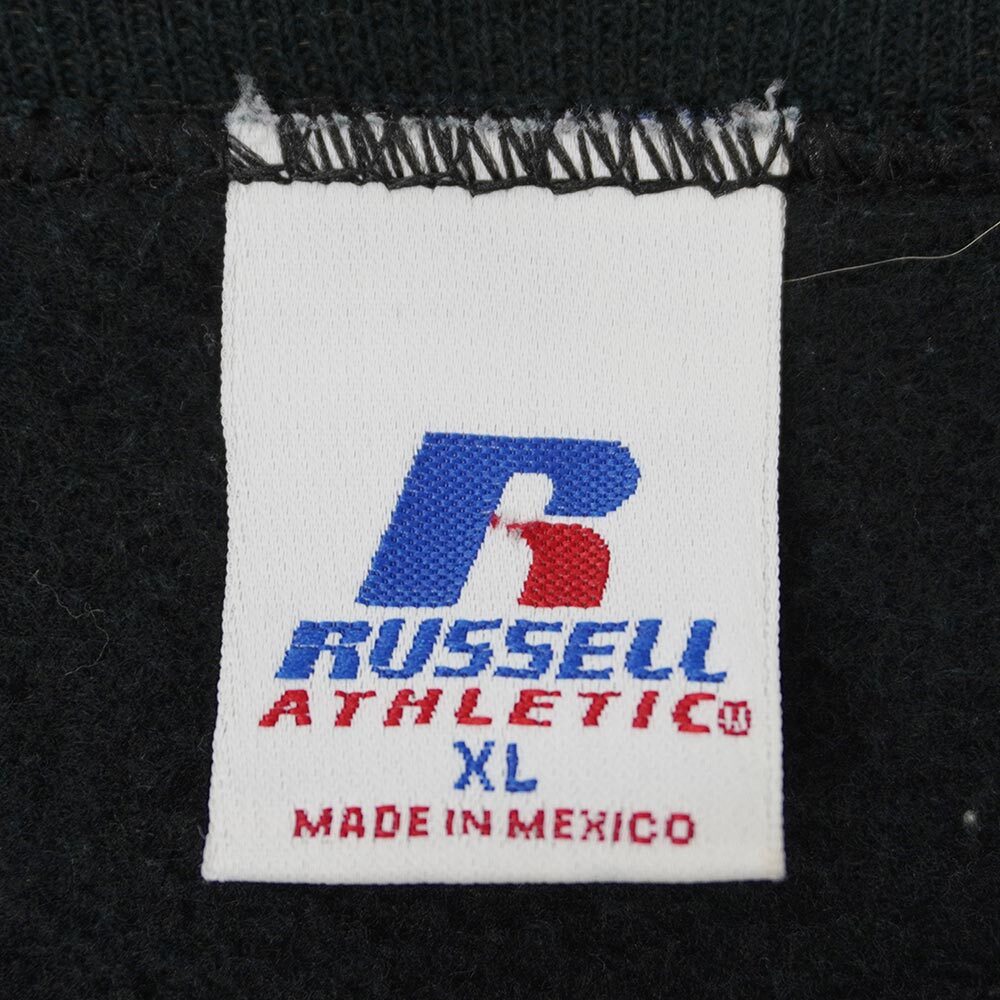 R
RUSSELL
ATHLETIC®
XL
MADE IN MEXICO